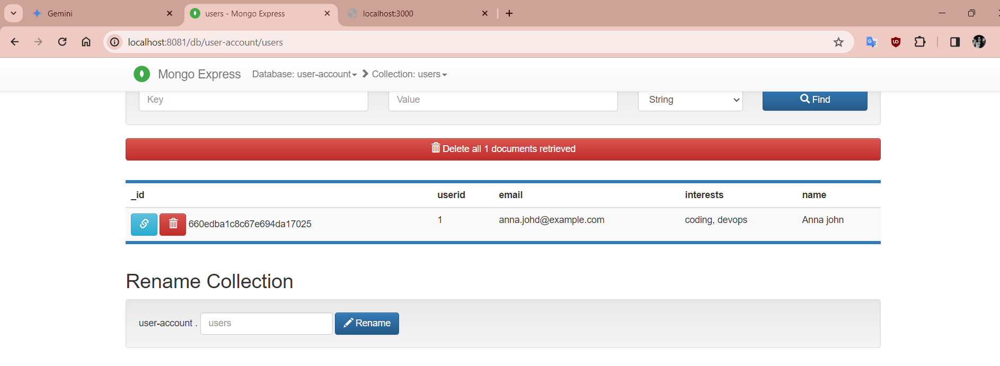 Gemini
users - Mongo Express
localhost:3000
localhost:8081/db/user-account/users
Mongo Express Database: user-account Collection: users
Key Value String Find
Delete all 1 documents retrieved
_id userid email interests name
660edba1c8c67e694da17025 1 anna.johd@example.com coding, devops Anna john
Rename Collection
user-account . users Rename